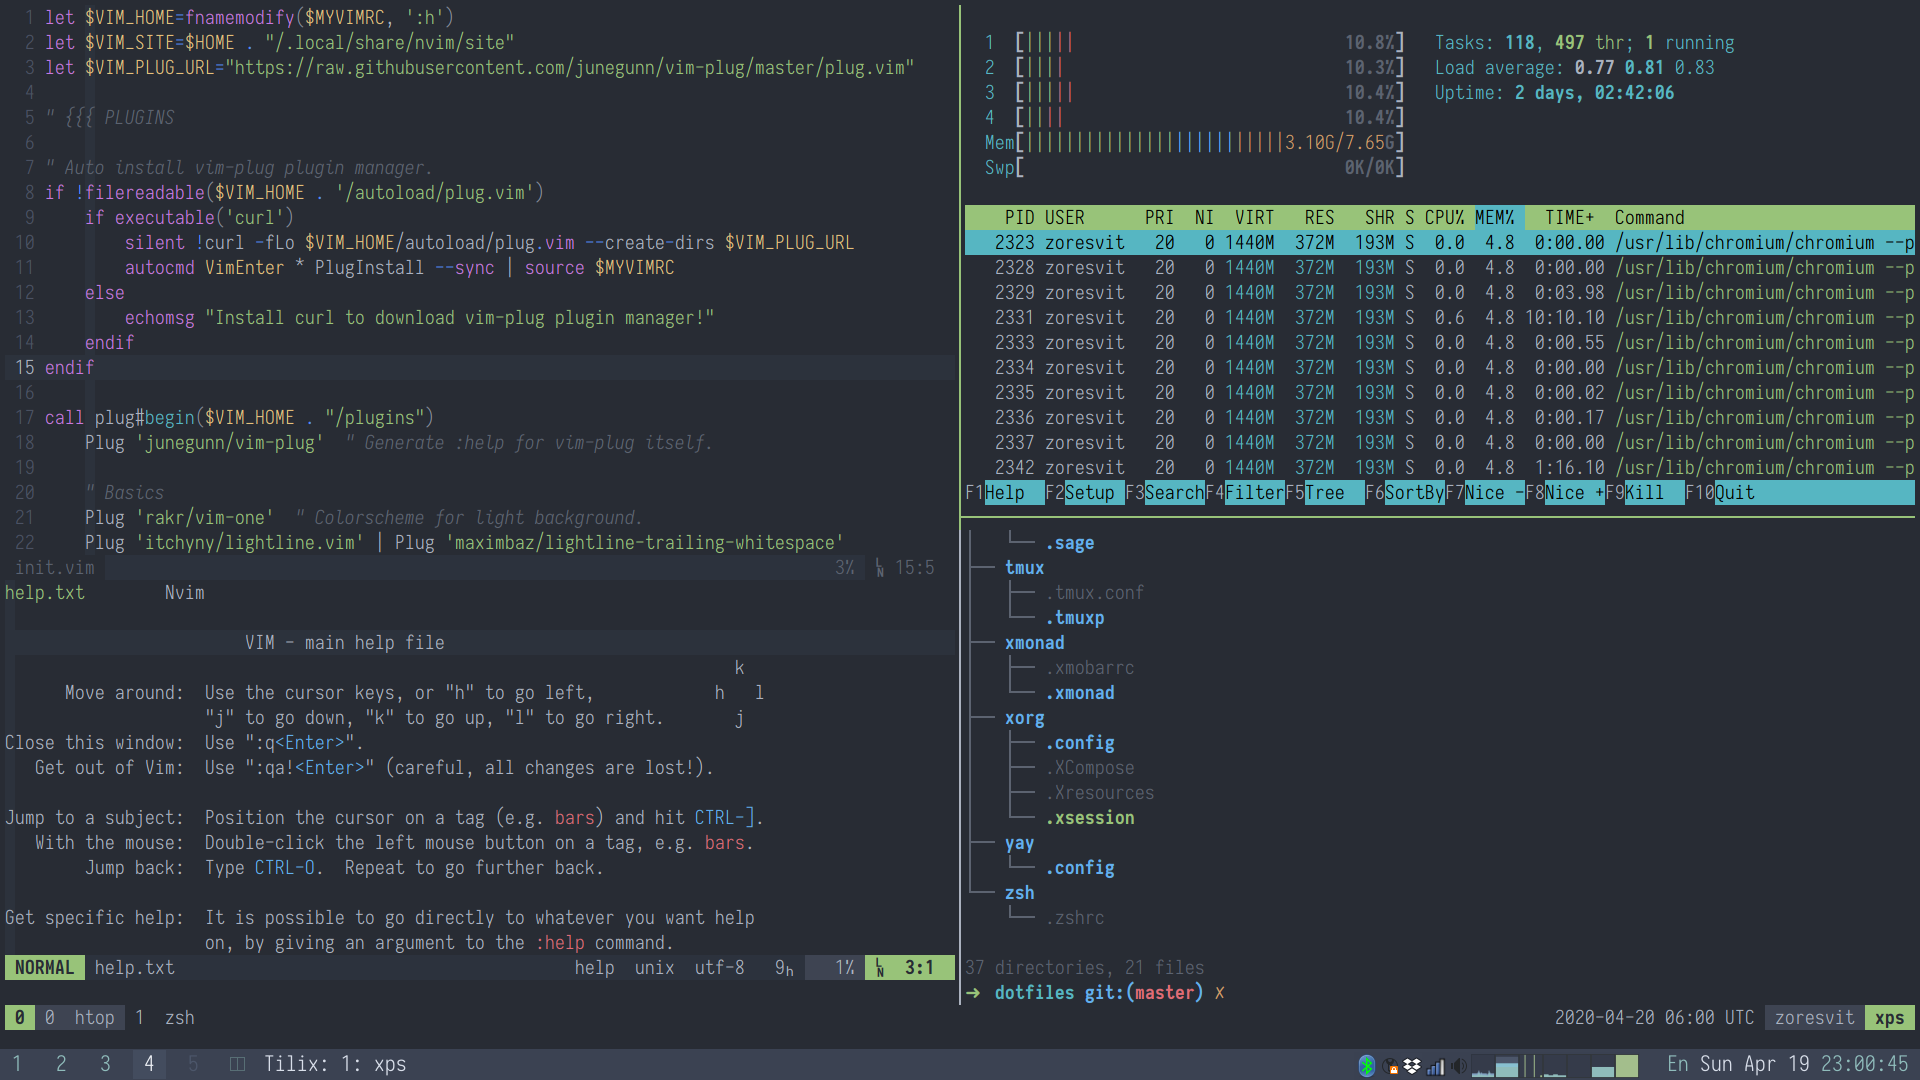 1 let $VIM_HOME=fnamemodify($MYVIMRC, ':h')
2 let $VIM_SITE=$HOME . "/.local/share/nvim/site"
3 let $VIM_PLUG_URL="https://raw.githubusercontent.com/junegunn/vim-plug/master/plug.vim"
4
5 " {{{ PLUGINS
6
7 " Auto install vim-plug plugin manager.
8 if !filereadable($VIM_HOME . '/autoload/plug.vim')
9     if executable('curl')
10         silent !curl -fLo $VIM_HOME/autoload/plug.vim --create-dirs $VIM_PLUG_URL
11         autocmd VimEnter * PlugInstall --sync | source $MYVIMRC
12     else
13         echomsg "Install curl to download vim-plug plugin manager!"
14     endif
15 endif
16
17 call plug#begin($VIM_HOME . "/plugins")
18     Plug 'junegunn/vim-plug'  " Generate :help for vim-plug itself.
19
20     " Basics
21     Plug 'rakr/vim-one'  " Colorscheme for light background.
22     Plug 'itchyny/lightline.vim' | Plug 'maximbaz/lightline-trailing-whitespace'
init.vim 3% LN 15:5
help.txt        Nvim
VIM - main help file
k
Move around:  Use the cursor keys, or "h" to go left,            h   l
"j" to go down, "k" to go up, "l" to go right.       j
Close this window:  Use ":q<Enter>".
Get out of Vim:  Use ":qa!<Enter>" (careful, all changes are lost!).
Jump to a subject:  Position the cursor on a tag (e.g. bars) and hit CTRL-].
With the mouse:  Double-click the left mouse button on a tag, e.g. bars.
Jump back:  Type CTRL-O.  Repeat to go further back.
Get specific help:  It is possible to go directly to whatever you want help
on, by giving an argument to the :help command.
NORMAL help.txt help unix utf-8 9h 1% LN 3:1
1 [||||| 10.8%]
2 [|||| 10.3%]
3 [||||| 10.4%]
4 [|||| 10.4%]
Mem[||||||||||||||||||||||||||3.10G/7.65G]
Swp[ 0K/0K]
Tasks: 118, 497 thr; 1 running
Load average: 0.77 0.81 0.83
Uptime: 2 days, 02:42:06
PID USER PRI NI VIRT RES SHR S CPU% MEM% TIME+ Command
2323 zoresvit 20 0 1440M 372M 193M S 0.0 4.8 0:00.00 /usr/lib/chromium/chromium --p
2328 zoresvit 20 0 1440M 372M 193M S 0.0 4.8 0:00.00 /usr/lib/chromium/chromium --p
2329 zoresvit 20 0 1440M 372M 193M S 0.0 4.8 0:03.98 /usr/lib/chromium/chromium --p
2331 zoresvit 20 0 1440M 372M 193M S 0.6 4.8 10:10.10 /usr/lib/chromium/chromium --p
2333 zoresvit 20 0 1440M 372M 193M S 0.0 4.8 0:00.55 /usr/lib/chromium/chromium --p
2334 zoresvit 20 0 1440M 372M 193M S 0.0 4.8 0:00.00 /usr/lib/chromium/chromium --p
2335 zoresvit 20 0 1440M 372M 193M S 0.0 4.8 0:00.02 /usr/lib/chromium/chromium --p
2336 zoresvit 20 0 1440M 372M 193M S 0.0 4.8 0:00.17 /usr/lib/chromium/chromium --p
2337 zoresvit 20 0 1440M 372M 193M S 0.0 4.8 0:00.00 /usr/lib/chromium/chromium --p
2342 zoresvit 20 0 1440M 372M 193M S 0.0 4.8 1:16.10 /usr/lib/chromium/chromium --p
F1Help F2Setup F3SearchF4FilterF5Tree F6SortByF7Nice -F8Nice +F9Kill F10Quit
│   └── .sage
├── tmux
│   ├── .tmux.conf
│   └── .tmuxp
├── xmonad
│   ├── .xmobarrc
│   └── .xmonad
├── xorg
│   ├── .config
│   ├── .XCompose
│   ├── .Xresources
│   └── .xsession
├── yay
│   └── .config
└── zsh
    └── .zshrc
37 directories, 21 files
➜ dotfiles git:(master) ✗
0 0 htop 1 zsh 2020-04-20 06:00 UTC zoresvit xps
1 2 3 4 5 Tilix: 1: xps En Sun Apr 19 23:00:45